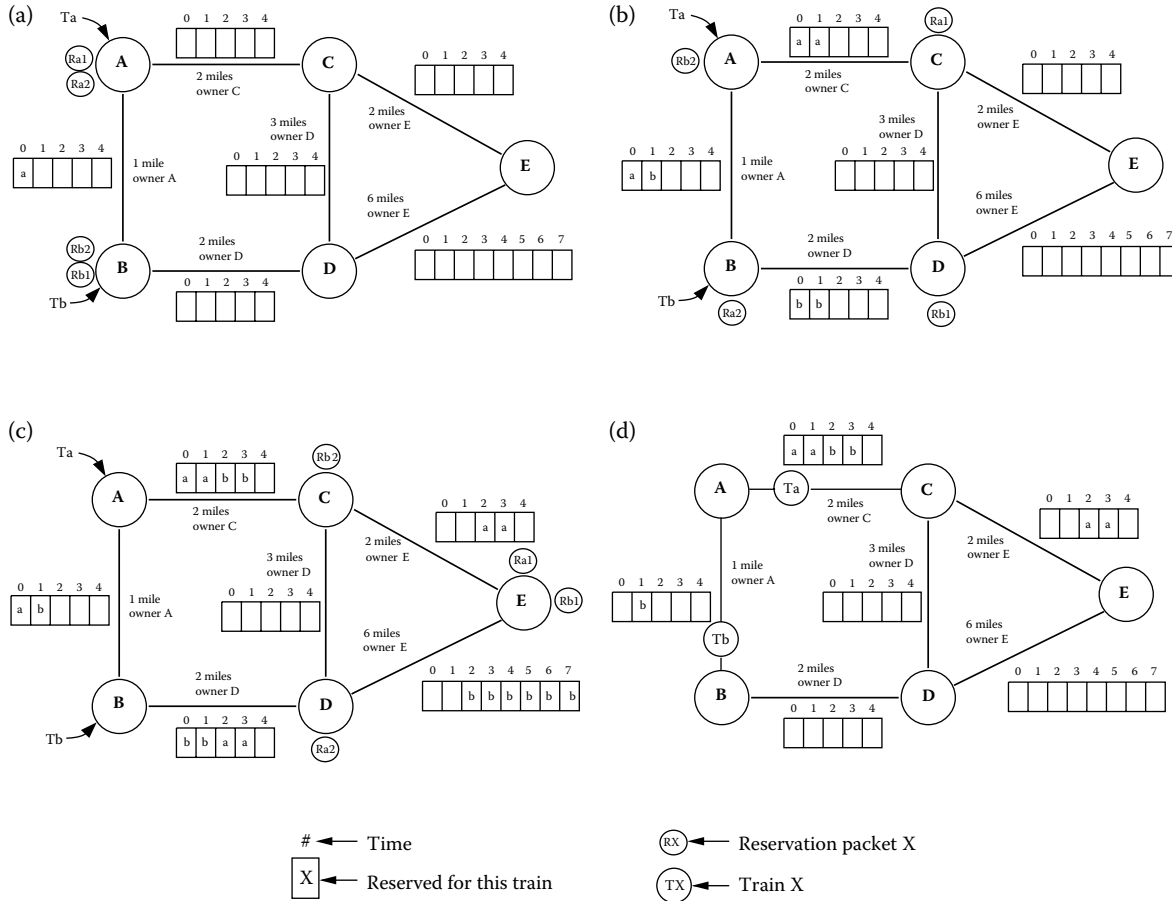 (a)
Ta
Ra1
Ra2
A
0 1 2 3 4
2 miles
owner C
C
0 1 2 3 4
2 miles
owner E
3 miles
owner D
0 1 2 3 4
0 1 2 3 4
a
1 mile
owner A
E
6 miles
owner E
Rb2
Rb1
Tb
B
2 miles
owner D
0 1 2 3 4
D
0 1 2 3 4 5 6 7
(b)
Ta
Rb2
A
0 1 2 3 4
a a
2 miles
owner C
Ra1
C
0 1 2 3 4
2 miles
owner E
3 miles
owner D
0 1 2 3 4
0 1 2 3 4
a b
1 mile
owner A
E
6 miles
owner E
Tb
B
Ra2
2 miles
owner D
0 1 2 3 4
b b
D
Rb1
0 1 2 3 4 5 6 7
(c)
Ta
A
0 1 2 3 4
a a b b
2 miles
owner C
Rb2
C
0 1 2 3 4
a a
2 miles
owner E
3 miles
owner D
0 1 2 3 4
0 1 2 3 4
a b
1 mile
owner A
Ra1
E
Rb1
6 miles
owner E
Tb
B
2 miles
owner D
0 1 2 3 4
b b a a
D
Ra2
0 1 2 3 4 5 6 7
b b b b b b
(d)
A
Ta
0 1 2 3 4
a a b b
2 miles
owner C
C
0 1 2 3 4
a a
2 miles
owner E
3 miles
owner D
0 1 2 3 4
0 1 2 3 4
b
1 mile
owner A
Tb
E
6 miles
owner E
B
2 miles
owner D
0 1 2 3 4
D
0 1 2 3 4 5 6 7
# Time
X Reserved for this train
RX Reservation packet X
TX Train X